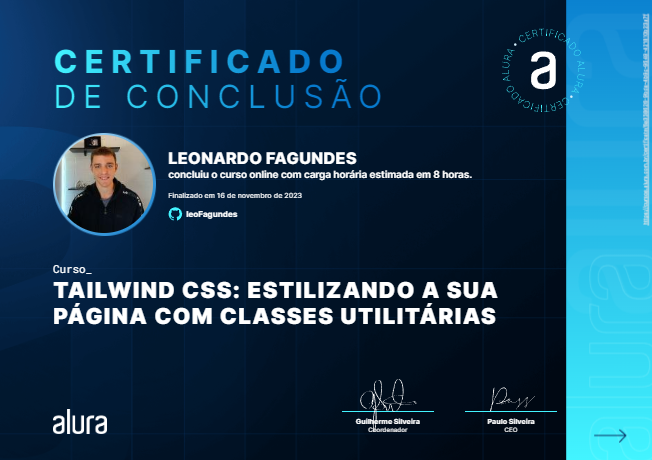 CERTIFICADO
DE CONCLUSÃO
CERTIFICADO ALURA • CERTIFICADO ALURA •
a
LEONARDO FAGUNDES
concluiu o curso online com carga horária estimada em 8 horas.
Finalizado em 16 de novembro de 2023
leoFagundes
Curso_
TAILWIND CSS: ESTILIZANDO A SUA
PÁGINA COM CLASSES UTILITÁRIAS
alura
Guilherme Silveira
Coordenador
Paulo Silveira
CEO
alura